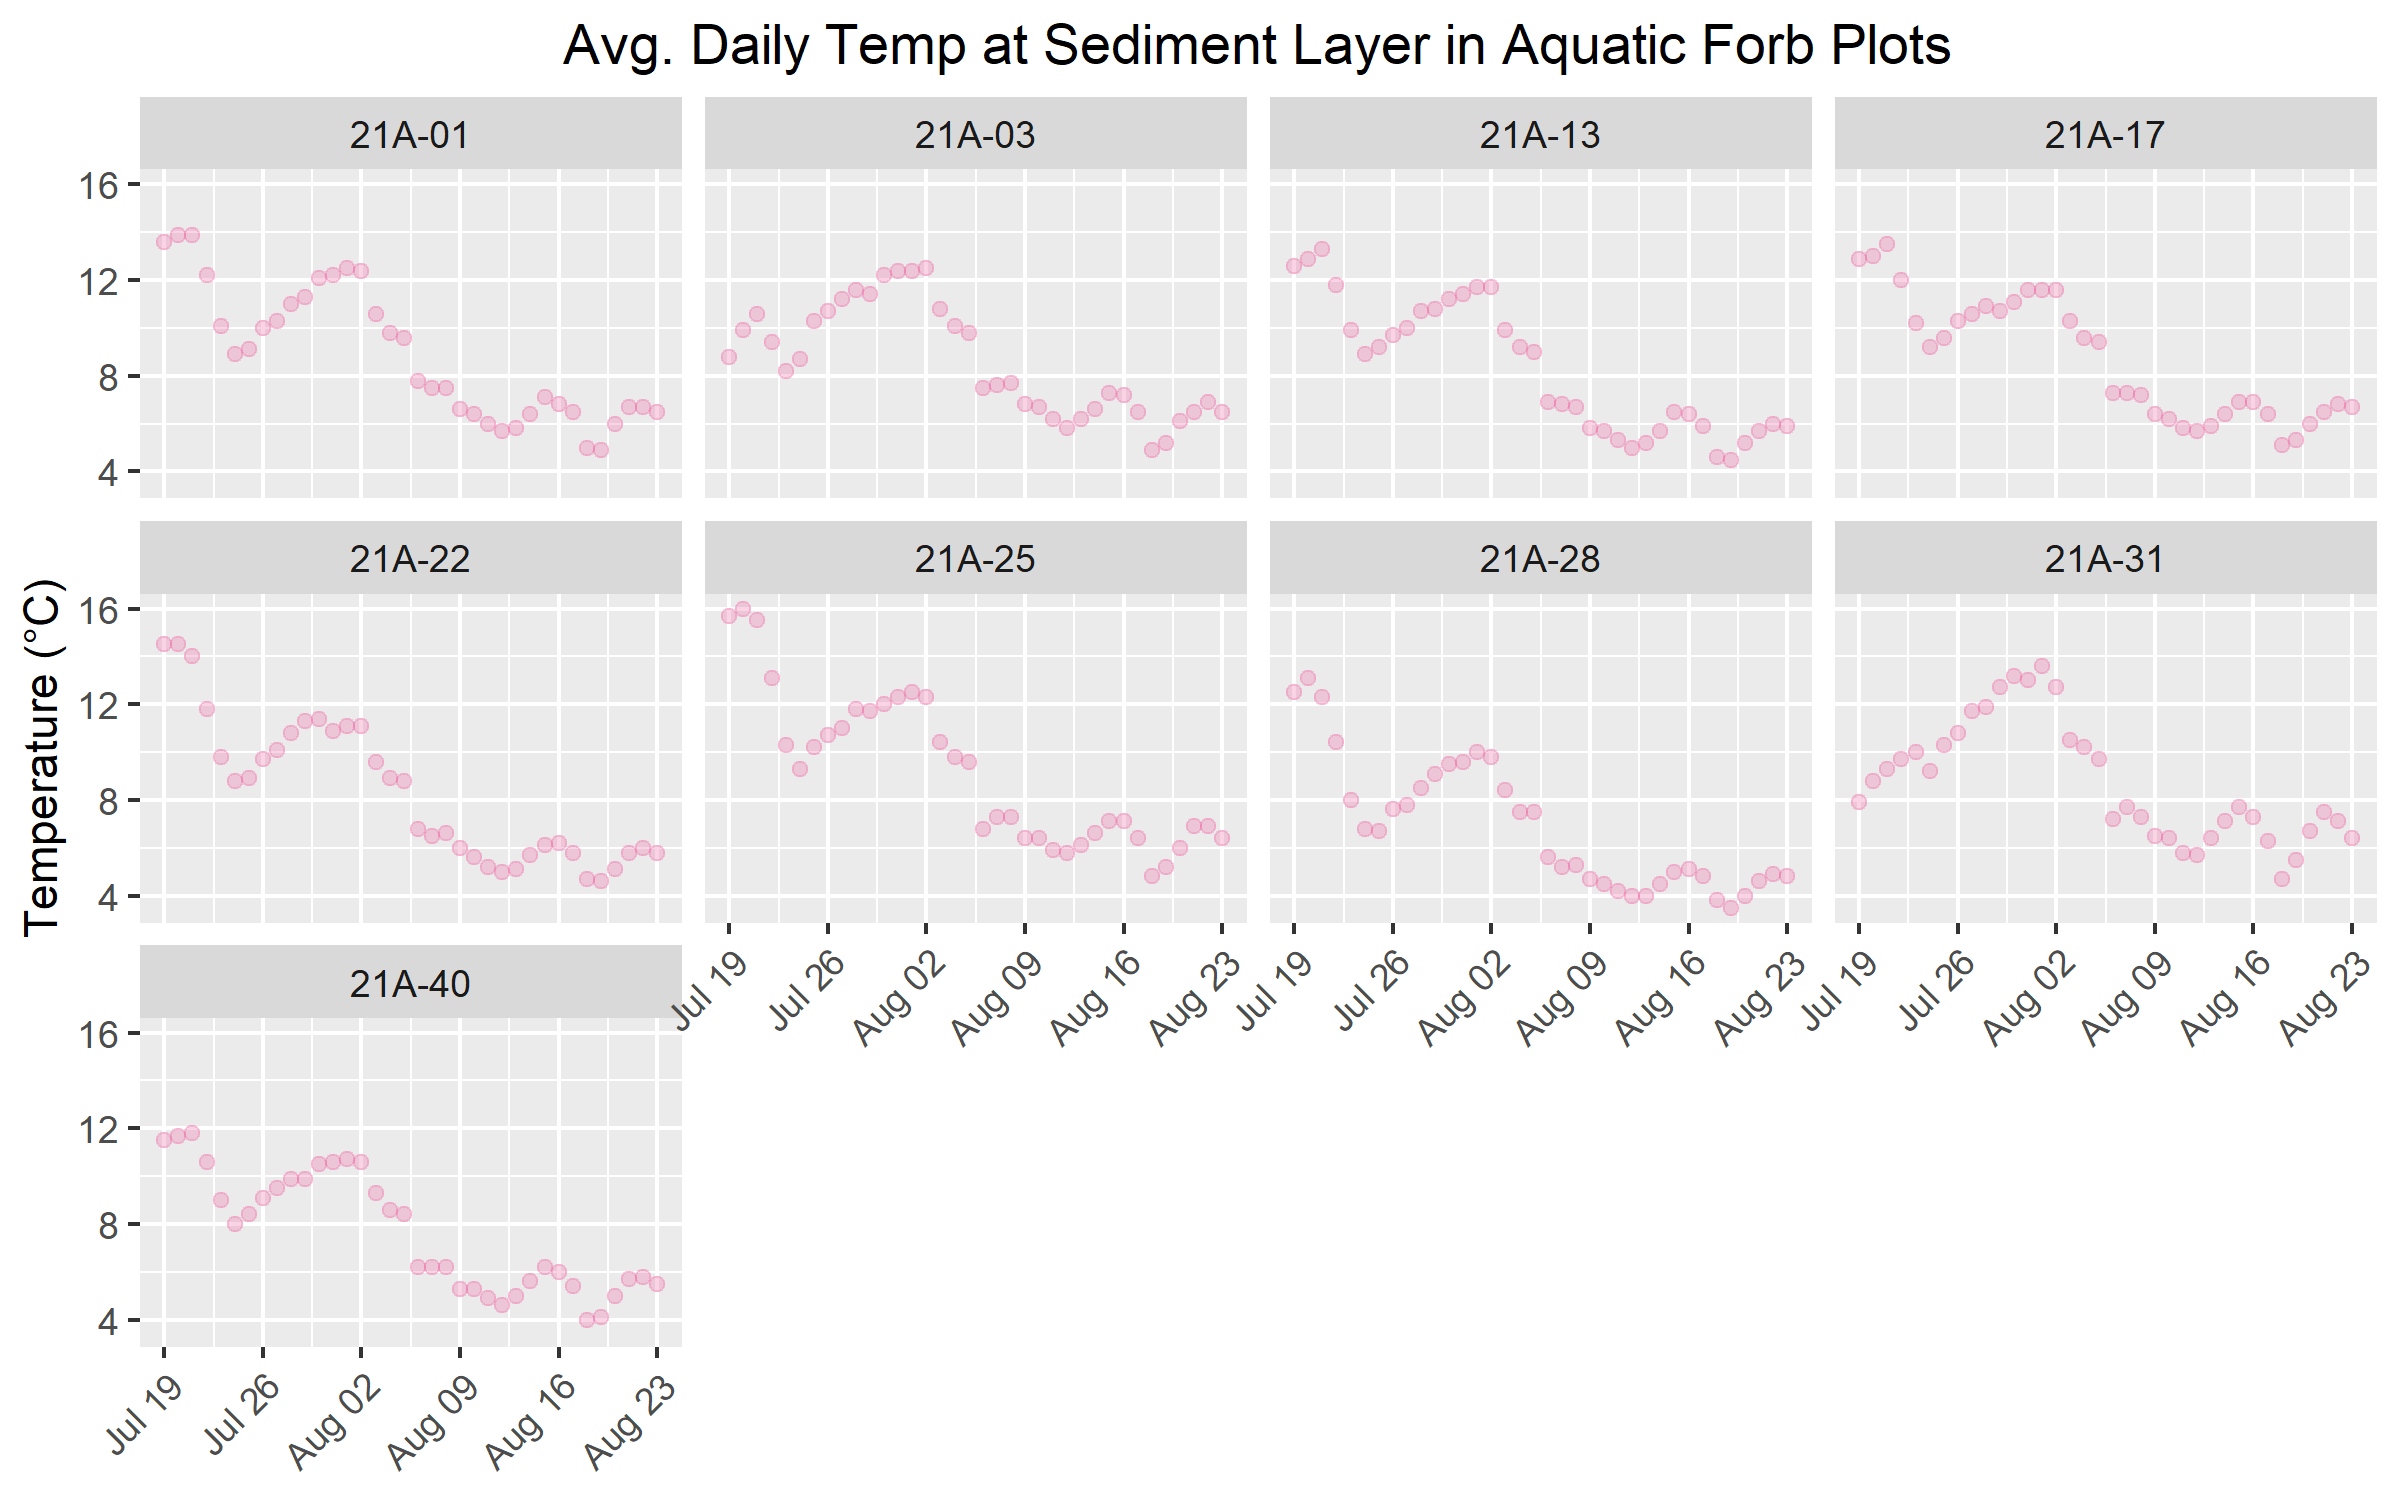 Avg. Daily Temp at Sediment Layer in Aquatic Forb Plots
21A-01 21A-03 21A-13 21A-17
16
12
8
4
21A-22 21A-25 21A-28 21A-31
16
12
8
4
Jul 19 Jul 26 Aug 02 Aug 09 Aug 16 Aug 23 Jul 19 Jul 26 Aug 02 Aug 09 Aug 16 Aug 23 Jul 19 Jul 26 Aug 02 Aug 09 Aug 16 Aug 23
21A-40
16
12
8
4
Jul 19 Jul 26 Aug 02 Aug 09 Aug 16 Aug 23
Temperature (°C)